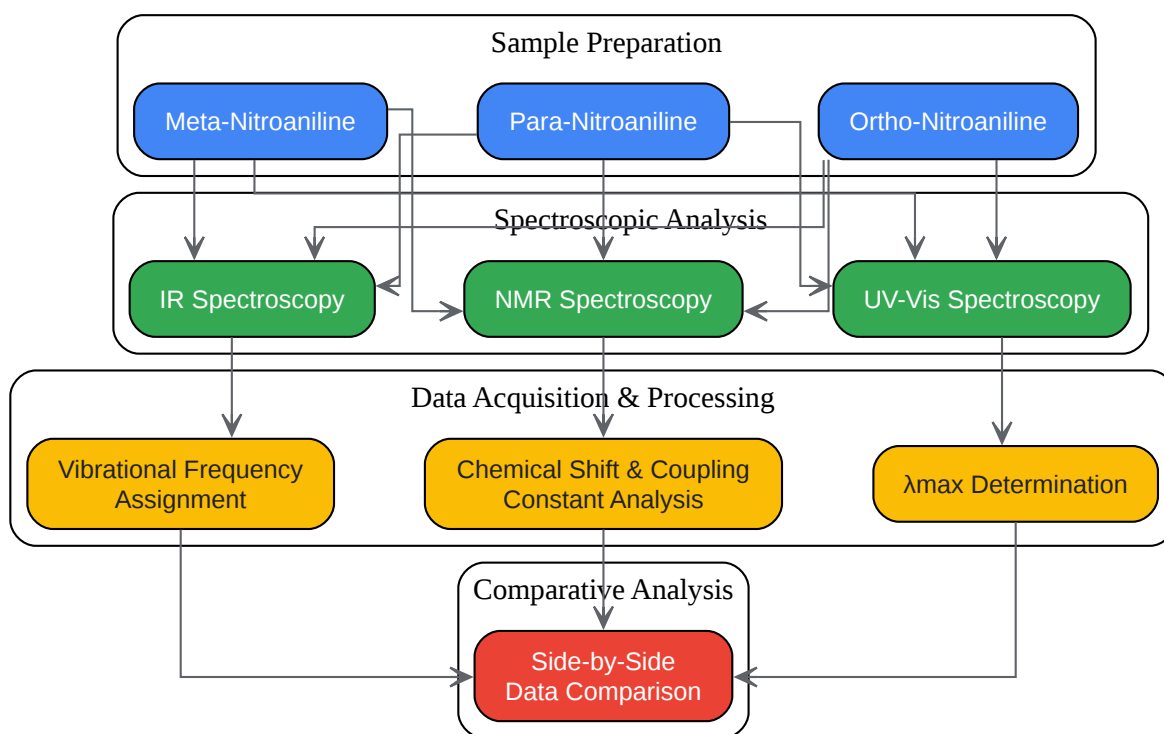 Sample Preparation
Meta-Nitroaniline
Para-Nitroaniline
Ortho-Nitroaniline
Spectroscopic Analysis
IR Spectroscopy
NMR Spectroscopy
UV-Vis Spectroscopy
Data Acquisition & Processing
Vibrational Frequency
Assignment
Chemical Shift & Coupling
Constant Analysis
λmax Determination
Comparative Analysis
Side-by-Side
Data Comparison